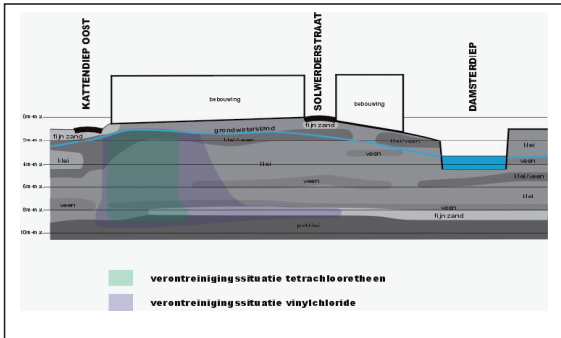 KATTENDIEP OOST
SOLWERDERSTRAAT
DAMSTERDIEP
bebouwing
bebouwing
0m-m.v.
fijn zand
fijn zand
grondwaterstand
2m-m.v.
klei/veen
klei/veen
klei
veen
veen
klei
klei
4m-m.v.
klei/veen
veen
6m-m.v.
klei
veen
8m-m.v.
fijn zand
potklei
10m-m.v.
verontreinigingssituatie tetrachlooretheen
verontreinigingssituatie vinylchloride